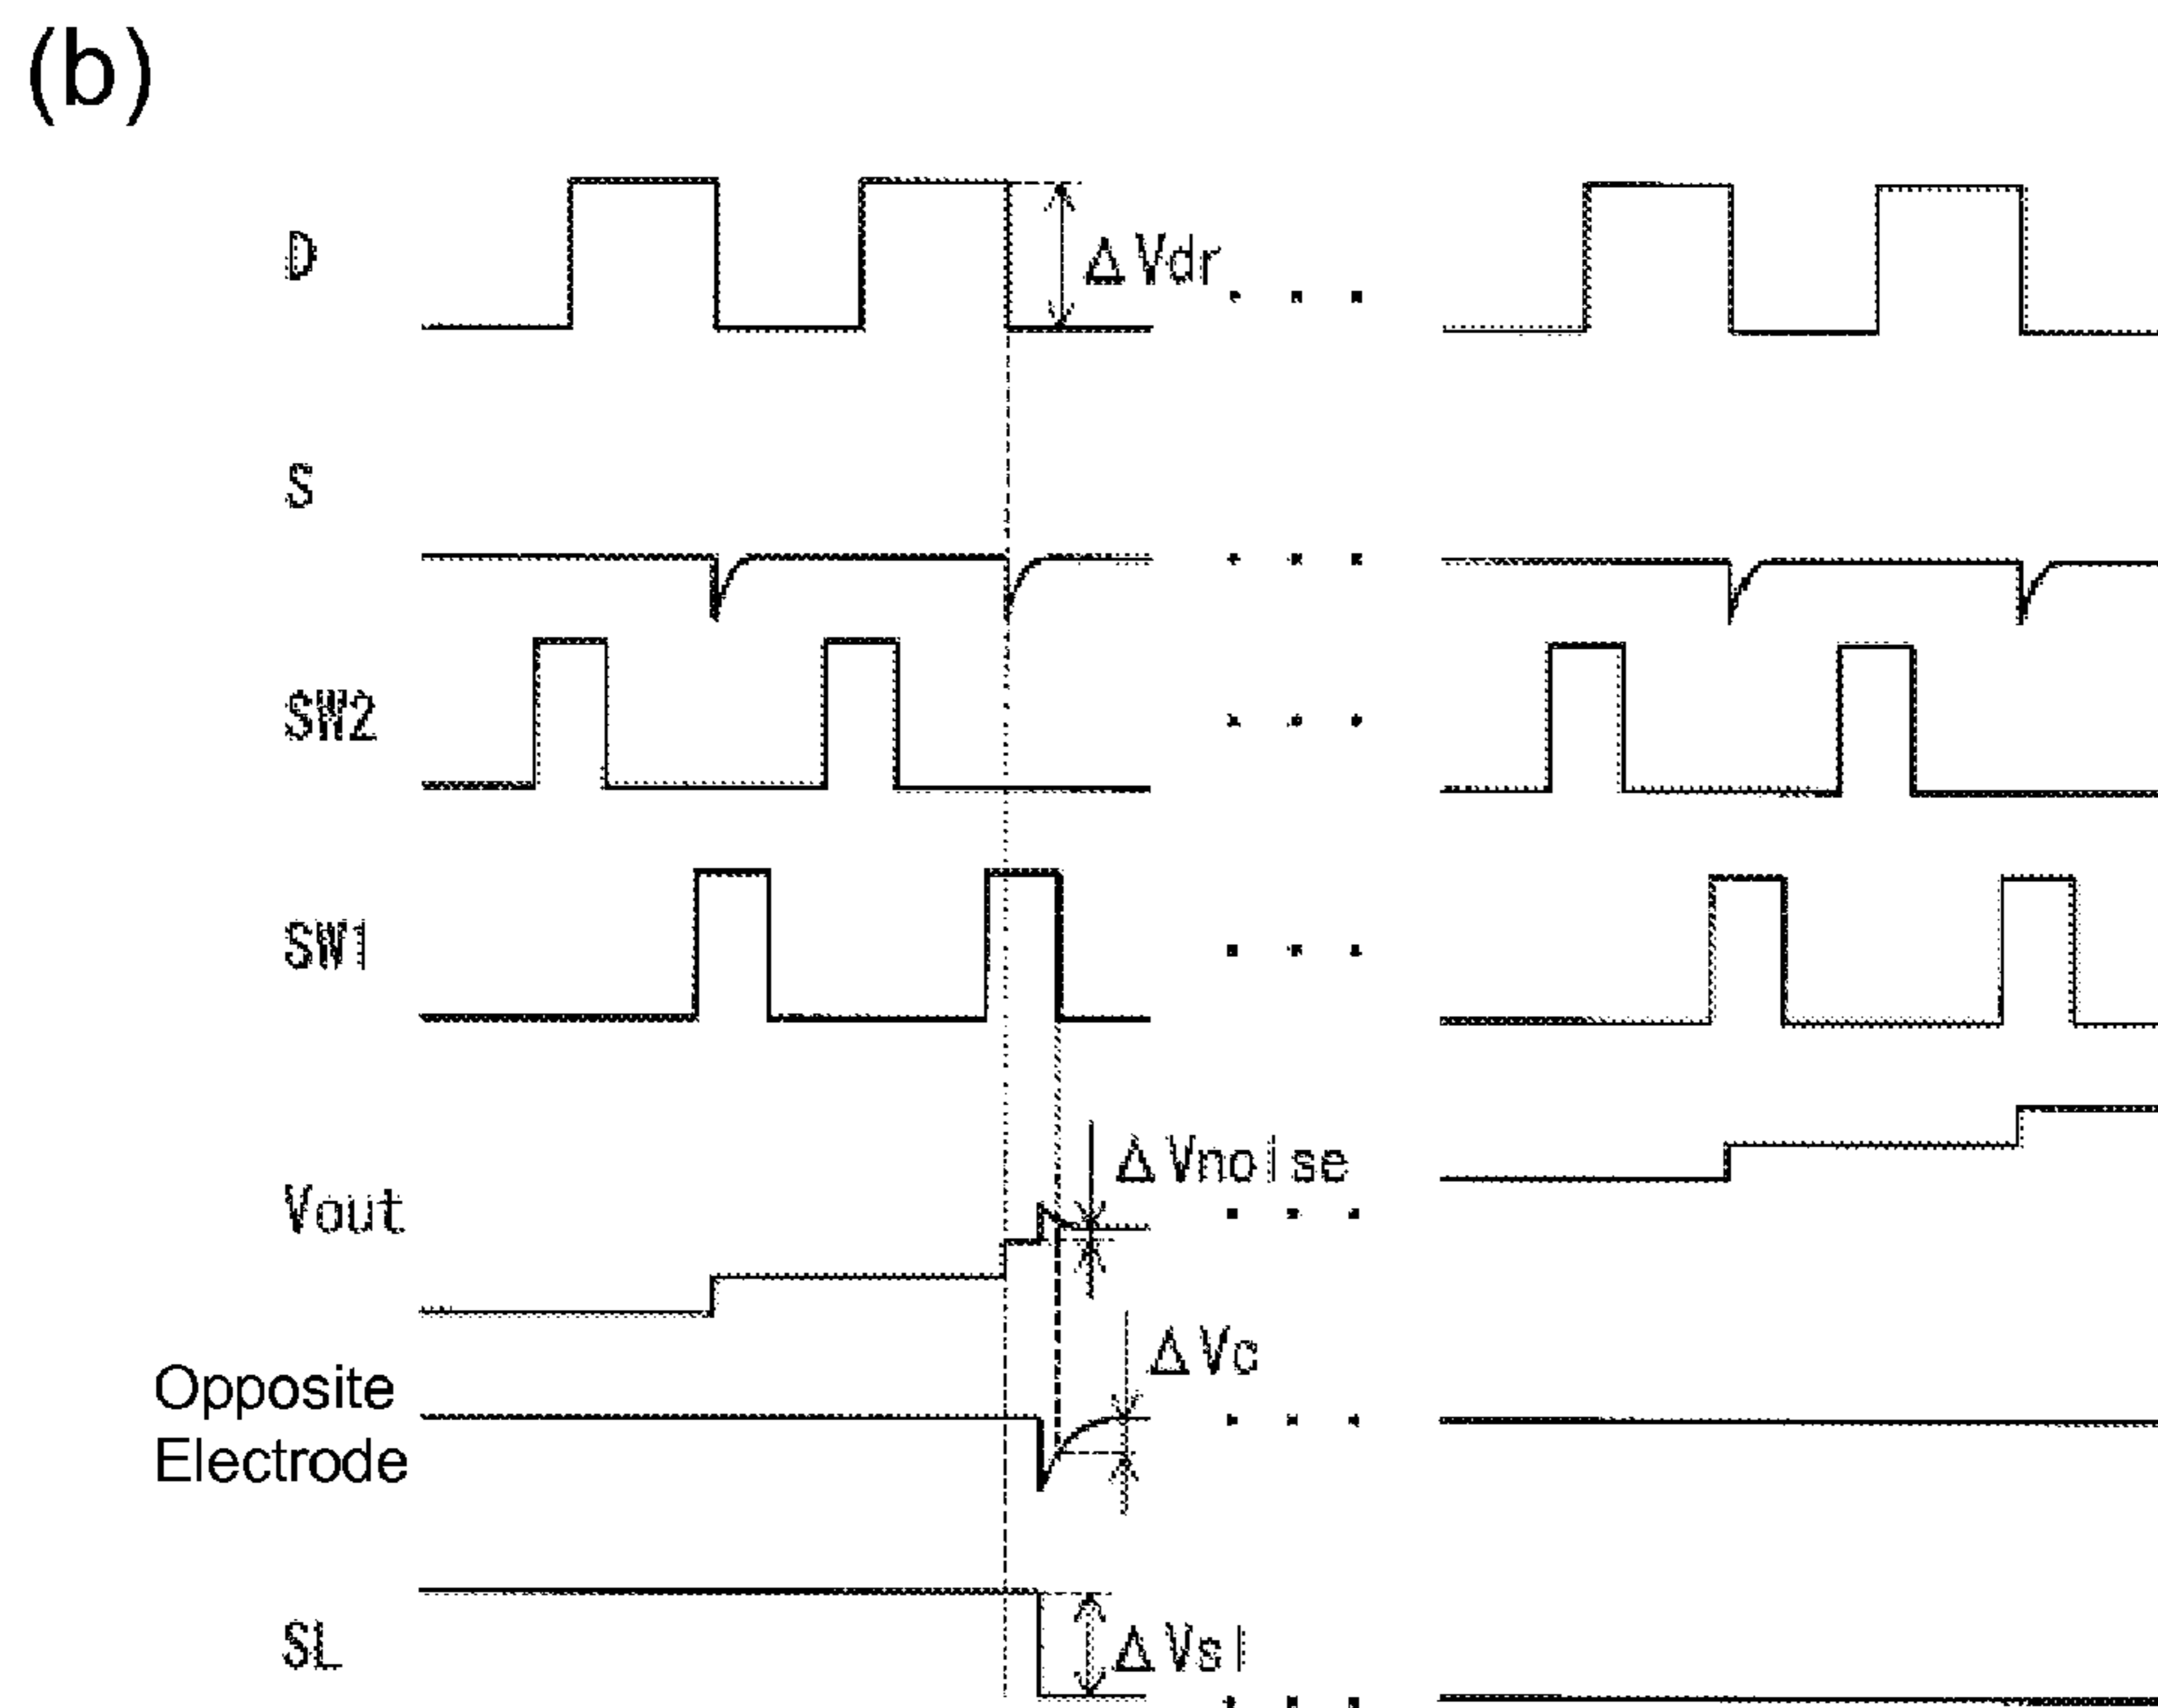 (b)
D
ΔVdr
. . .
S
. . .
SW2
. . .
SW1
. . .
ΔVnoise
Vout
. . .
ΔVc
Opposite
Electrode
. . .
SL
ΔVsl
. . .